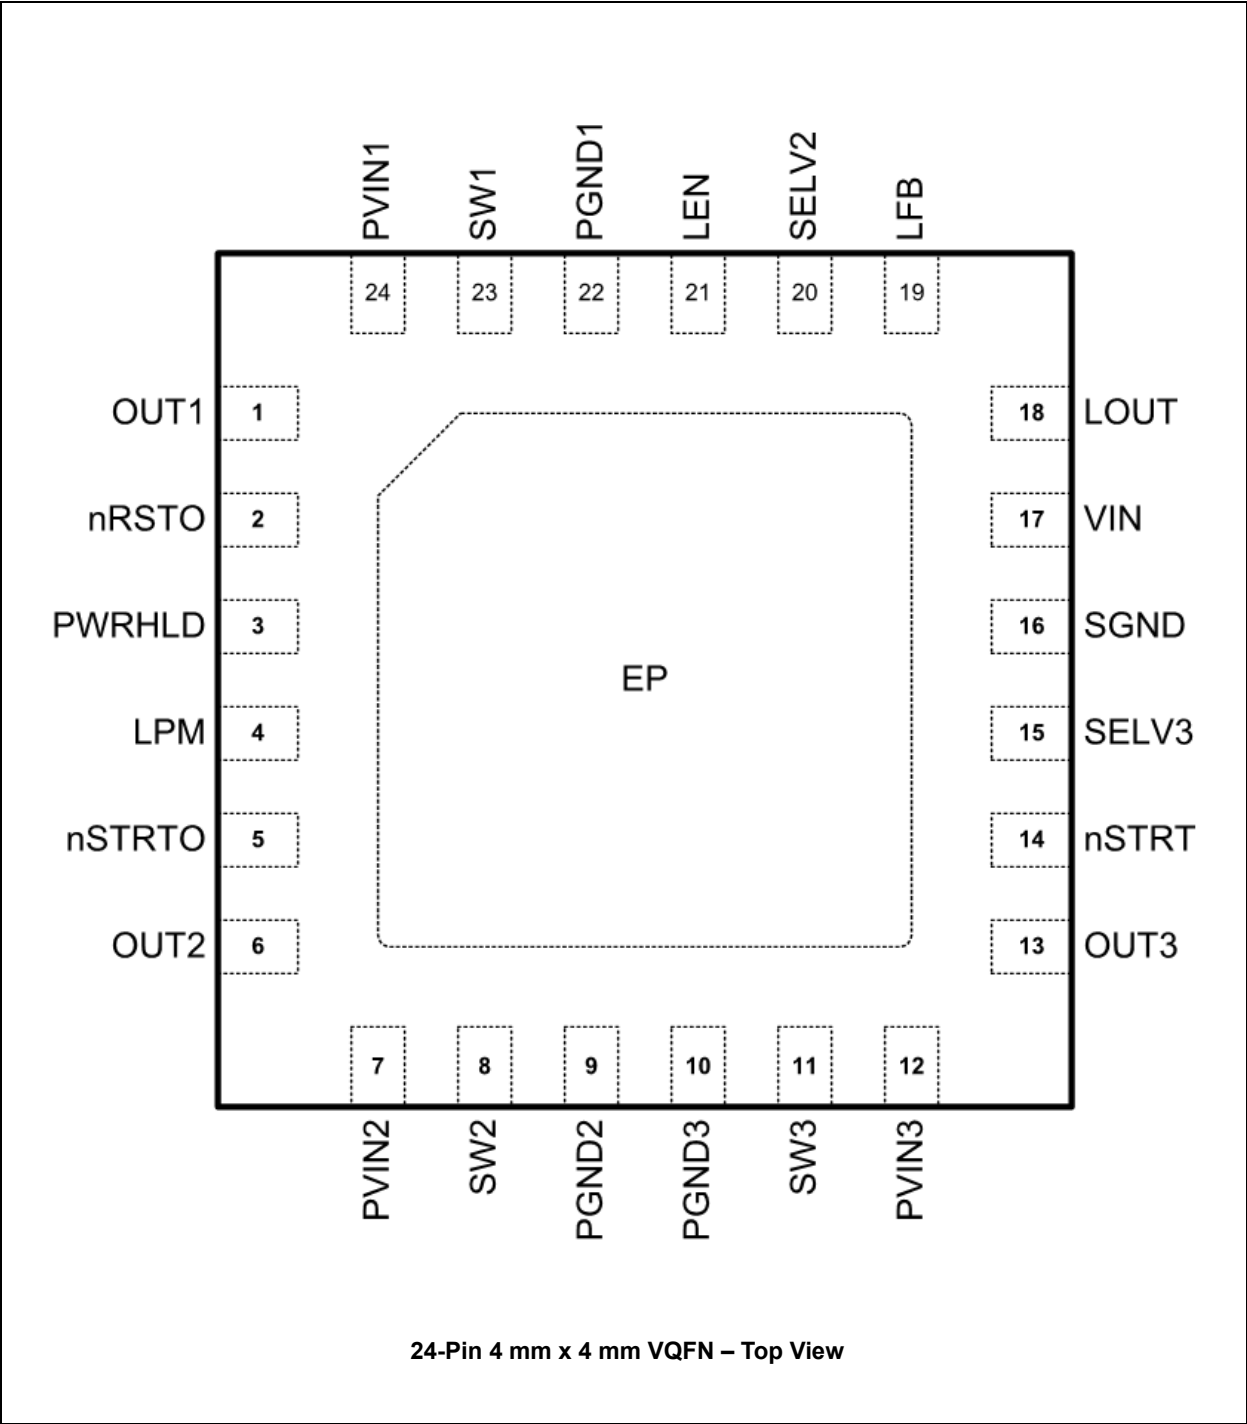 PVIN1
SW1
PGND1
LEN
SELV2
LFB
24
23
22
21
20
19
OUT1 1
18 LOUT
nRSTO 2
17 VIN
PWRHLD 3
16 SGND
EP
LPM 4
15 SELV3
nSTRTO 5
14 nSTRT
OUT2 6
13 OUT3
7
8
9
10
11
12
PVIN2
SW2
PGND2
PGND3
SW3
PVIN3
24-Pin 4 mm x 4 mm VQFN – Top View